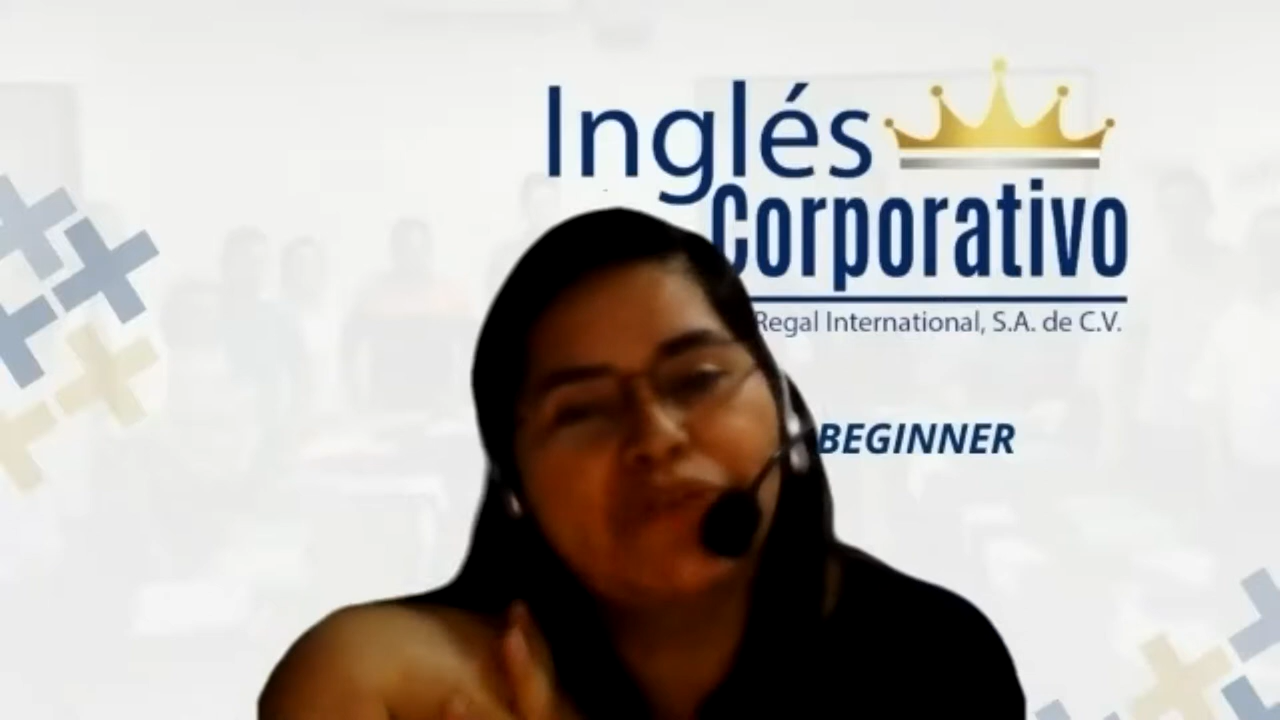 Inglés
Corporativo
Regal International, S.A. de C.V.
BEGINNER